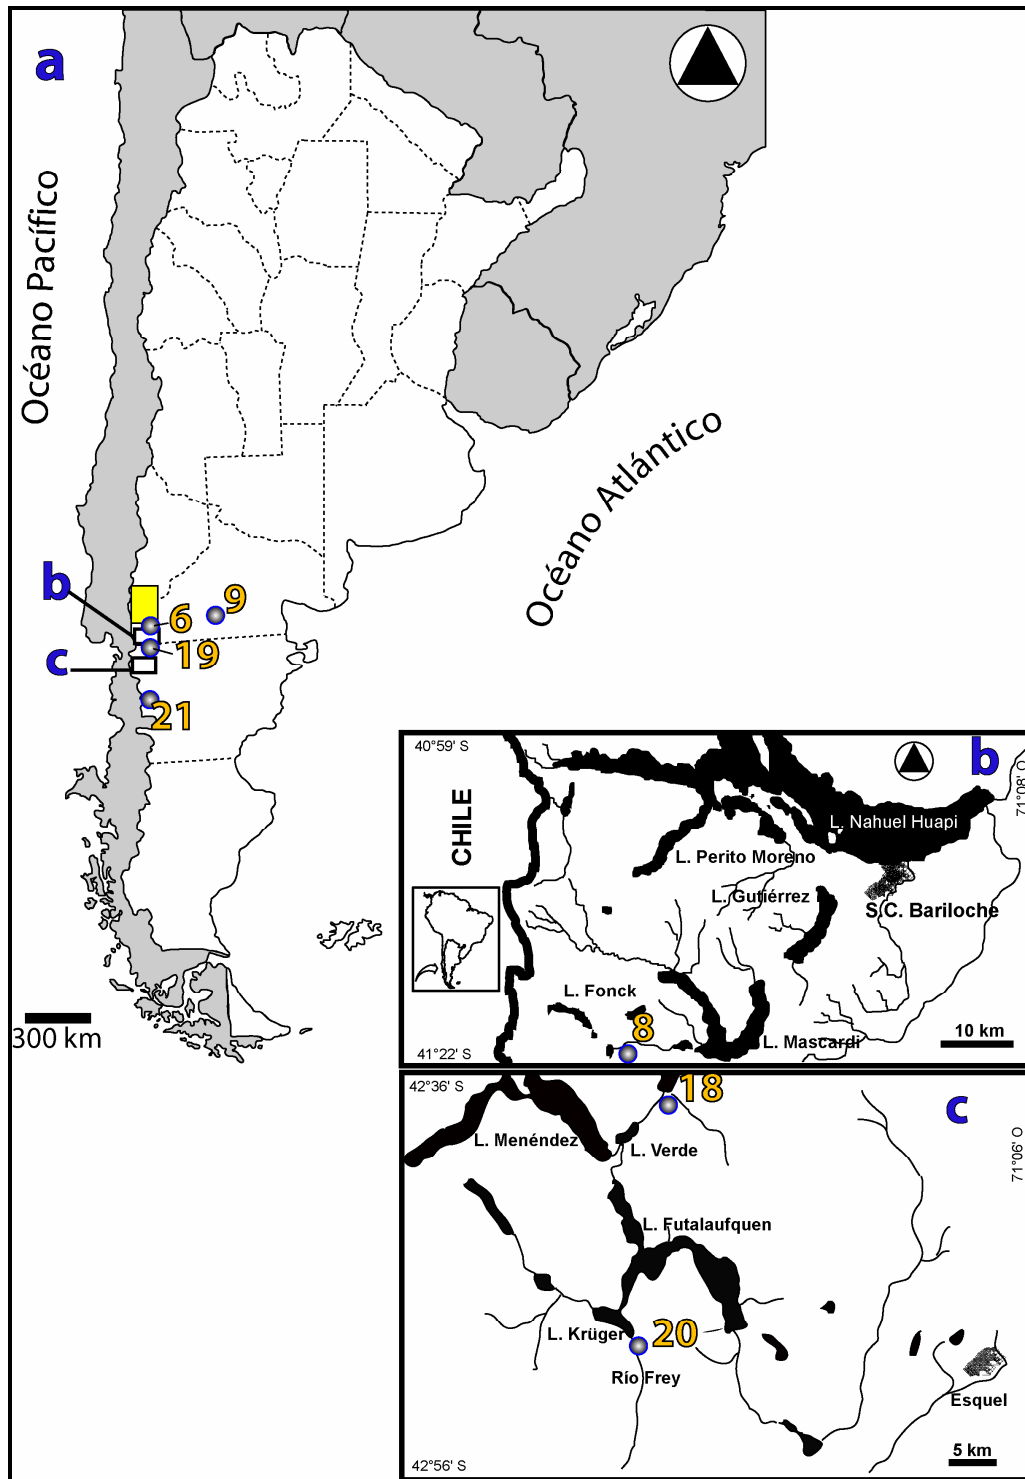 a
Océano Pacífico
Océano Atlántico
b
9
6
19
c
21
300 km
40°59' S
b
71°08' O
CHILE
L. Nahuel Huapi
L. Perito Moreno
L. Gutiérrez
S.C. Bariloche
L. Fonck
8
L. Mascardi
10 km
41°22' S
42°36' S
18
c
71°06' O
L. Menéndez
L. Verde
L. Futalaufquen
20
L. Krüger
Río Frey
Esquel
5 km
42°56' S